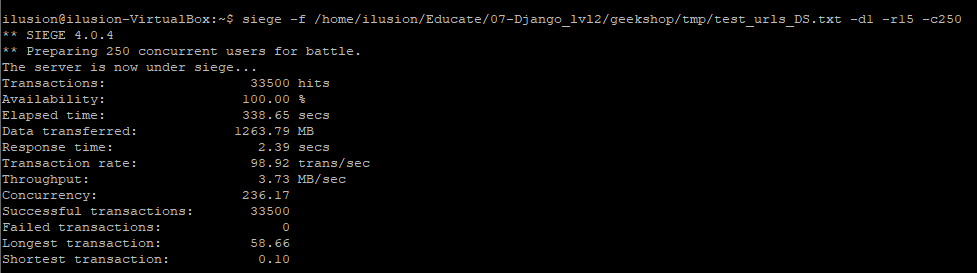 ilusion@ilusion-VirtualBox:~$ siege -f /home/ilusion/Educate/07-Django_lvl2/geekshop/tmp/test_urls_DS.txt -d1 -r15 -c250
** SIEGE 4.0.4
** Preparing 250 concurrent users for battle.
The server is now under siege...
Transactions: 33500 hits
Availability: 100.00 %
Elapsed time: 338.65 secs
Data transferred: 1263.79 MB
Response time: 2.39 secs
Transaction rate: 98.92 trans/sec
Throughput: 3.73 MB/sec
Concurrency: 236.17
Successful transactions: 33500
Failed transactions: 0
Longest transaction: 58.66
Shortest transaction: 0.10